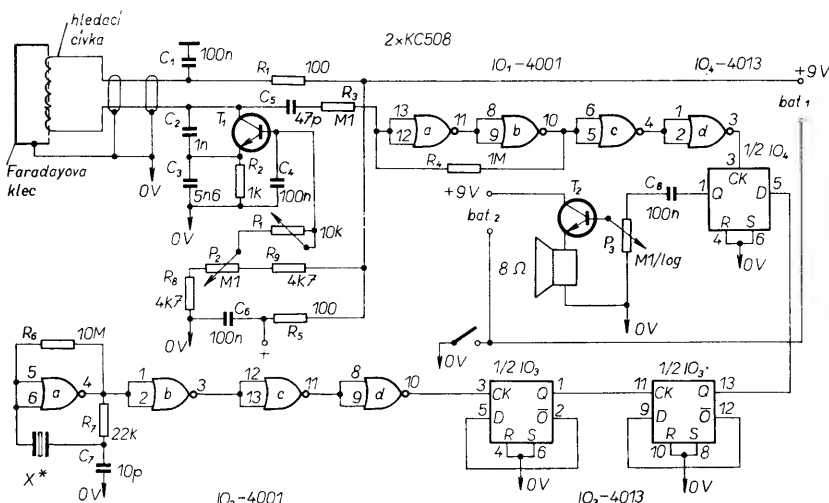 hledací
cívka
2xKC508
IO₁-4001
IO₄-4013
+9V
bat.1
C₁
100n
R₁
100
C₅
47p
R₃
M1
T₁
C₂
1n
C₃
5n6
R₂
1k
C₄
100n
Faradayova
klec
0V
0V
13
12
a
11
8
9
b
10
6
5
c
4
1
2
d
3
R₄
1M
1/2 IO₄
3
CK
1
Q
D
5
R
S
4
6
0V
+9V
bat.2
T₂
C₈
100n
P₃
M1/log
8Ω
0V
P₁
10k
P₂
M1
R₉
4K7
R₈
4K7
C₆
100n
+
R₅
100
0V
0V
R₆
10M
5
6
a
4
1
2
b
3
12
13
c
11
8
9
d
10
R₇
22k
X*
C₇
10p
0V
1/2 IO₃
3
CK
Q
1
5
D
Q̅
2
R
S
4
6
0V
1/2 IO₃
11
CK
Q
13
9
D
Q̅
12
R
S
10
8
0V
IO₂-4001
IO₃-4013